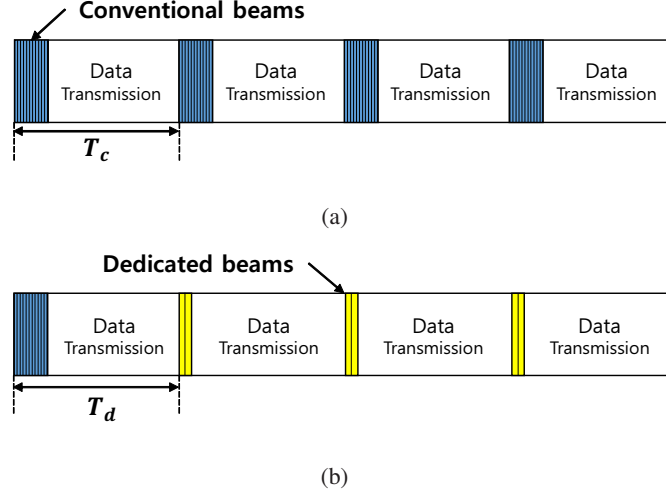 Conventional beams
Data Data Data Data
Transmission Transmission Transmission Transmission
T_c
(a)
Dedicated beams
Data Data Data Data
Transmission Transmission Transmission Transmission
T_d
(b)